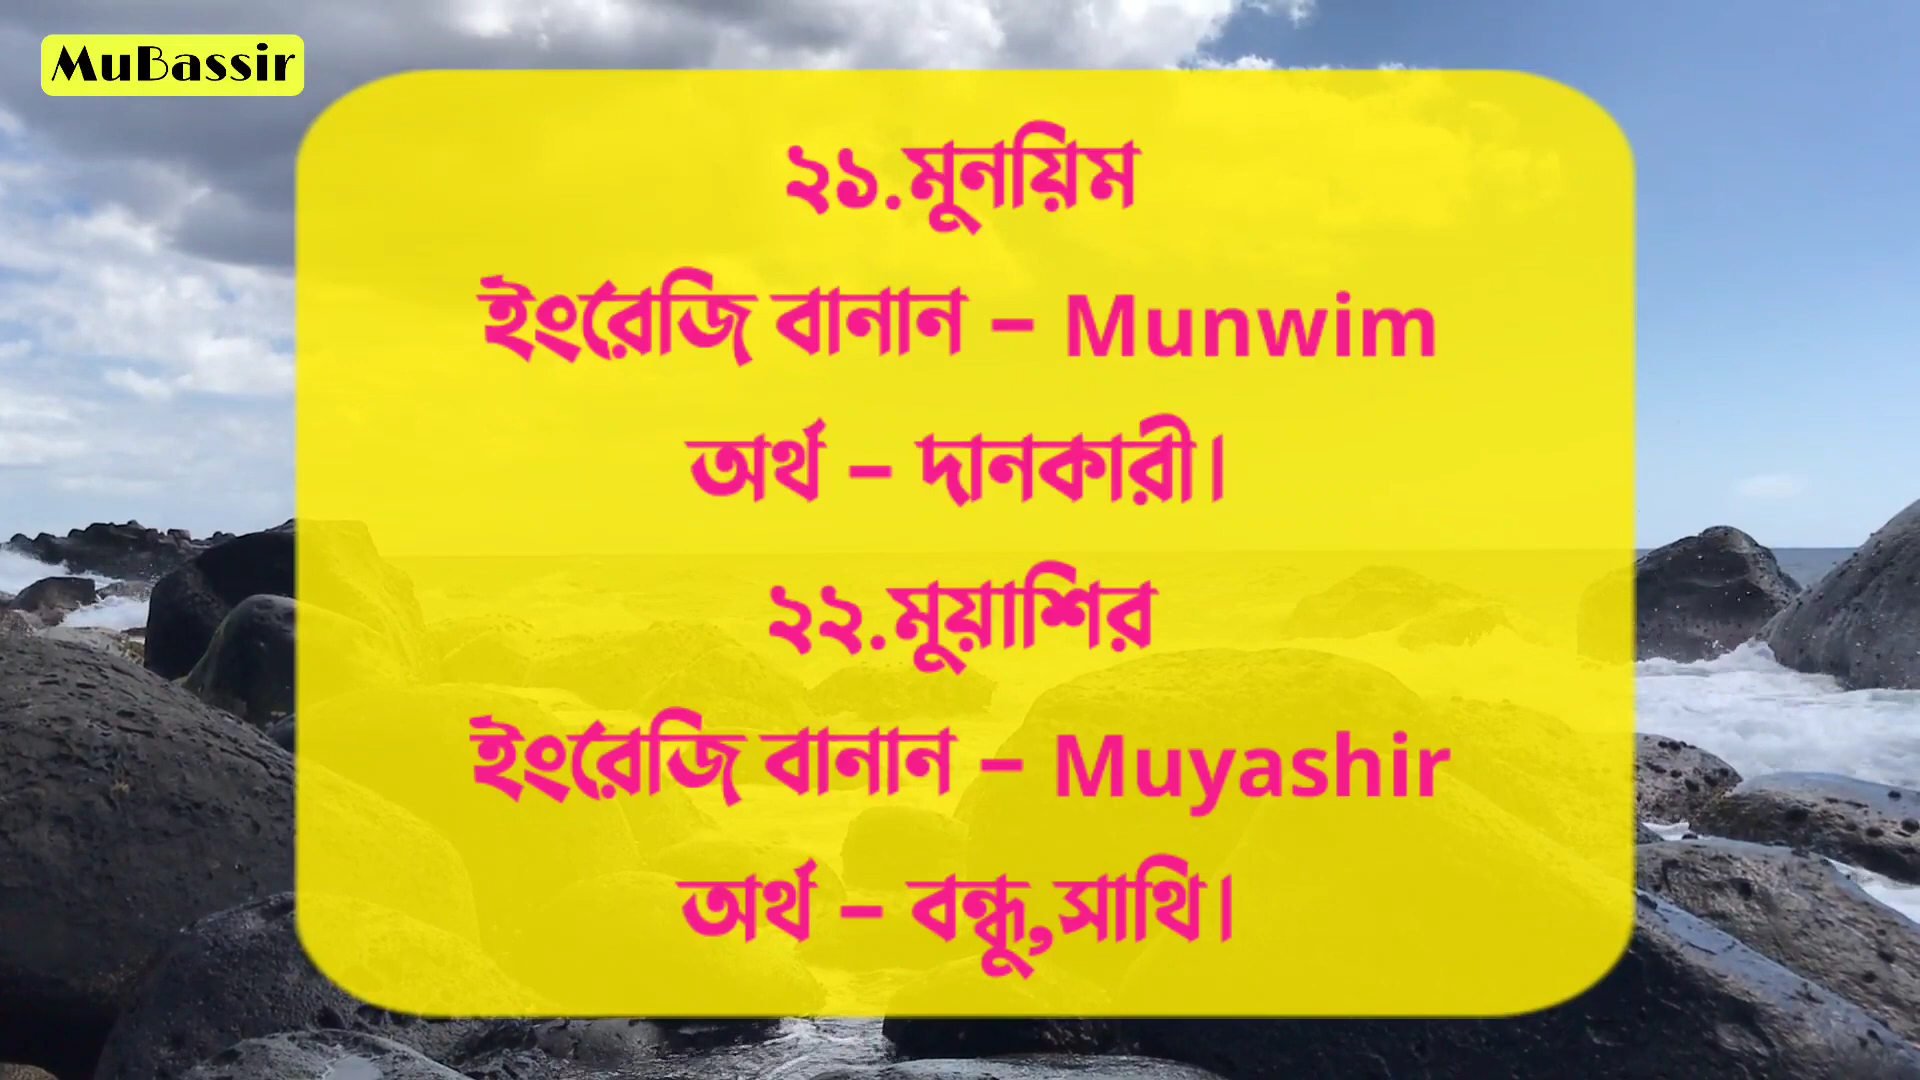 MuBassir
২১.মুনয়িম
ইংরেজি বানান – Munwim
অর্থ – দানকারী।
২২.মুয়াশির
ইংরেজি বানান – Muyashir
অর্থ – বন্ধু,সাথি।